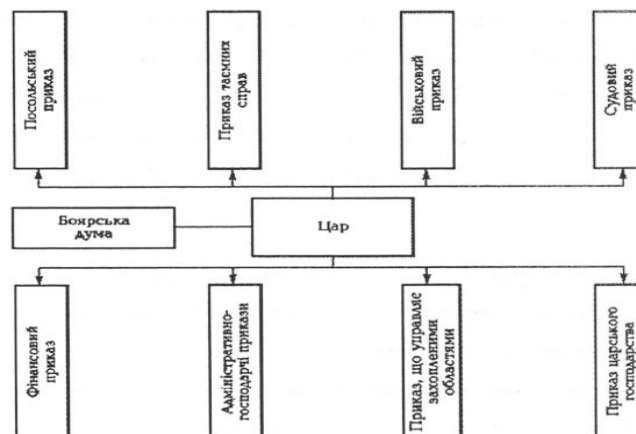 Посольський
приказ
Приказ таємних
справ
Військовий
приказ
Судовий
приказ
Боярська
дума
Цар
Фінансовий
приказ
Адміністративно-
господарчі прикази
Приказ, що управляє
захопленими
областями
Приказ царського
господарства